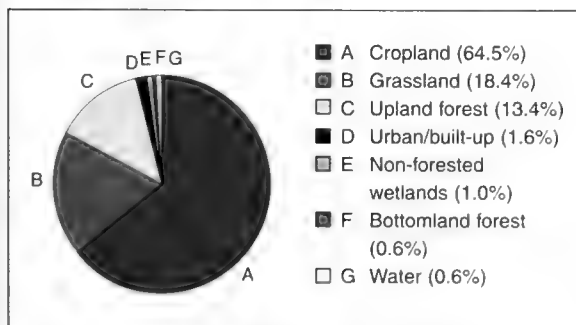 DEFG
C
B
A
A Cropland (64.5%)
B Grassland (18.4%)
C Upland forest (13.4%)
D Urban/built-up (1.6%)
E Non-forested
wetlands (1.0%)
F Bottomland forest
(0.6%)
G Water (0.6%)